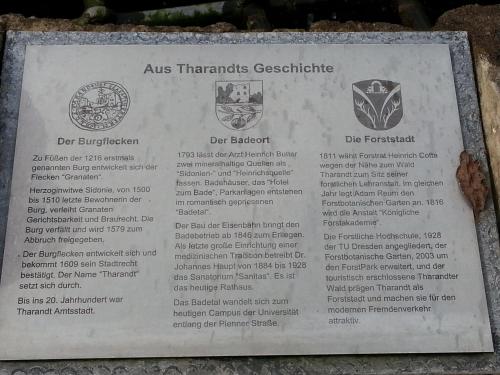 Aus Tharandts Geschichte
Der Burgflecken
Zu Füßen der 1216 erstmals
genannten Burg entwickelt sich der
Flecken "Granaten".
Herzoginwitwe Sidonie, von 1500
bis 1510 letzte Bewohnerin der
Burg, verleiht Granaten
Gerichtsbarkeit und Braurecht. Die
Burg verfällt und wird 1579 zum
Abbruch freigegeben.
Der Burgflecken entwickelt sich und
bekommt 1609 sein Stadtrecht
bestätigt. Der Name "Tharandt"
setzt sich durch.
Bis ins 20. Jahrhundert war
Tharandt Amtsstadt.
Der Badeort
1793 lässt der Arzt Heinrich Butter
zwei mineralhaltige Quellen als
"Sidonien-" und "Heinrichsquelle"
fassen. Badehäuser, das "Hotel
zum Bade", Parkanlagen entstehen
im romantisch gepriesenen
"Badetal".
Der Bau der Eisenbahn bringt den
Badebetrieb ab 1846 zum Erliegen.
Als letzte große Einrichtung einer
medizinischen Tradition betreibt Dr.
Johannes Haupt von 1884 bis 1928
das Sanatorium "Sanitas". Es ist
das heutige Rathaus.
Das Badetal wandelt sich zum
heutigen Campus der Universität
entlang der Pienner Straße.
Die Forststadt
1811 wählt Forstrat Heinrich Cotta
wegen der Nähe zum Wald
Tharandt zum Sitz seiner
forstlichen Lehranstalt. Im gleichen
Jahr legt Adam Reum den
Forstbotanischen Garten an. 1816
wird die Anstalt "Königliche
Forstakademie".
Die Forstliche Hochschule, 1928
der TU Dresden angegliedert, der
Forstbotanische Garten, 2003 um
den ForstPark erweitert, und der
touristisch erschlossene Tharandter
Wald prägen Tharandt als
Forststadt und machen sie für den
modernen Fremdenverkehr
attraktiv.